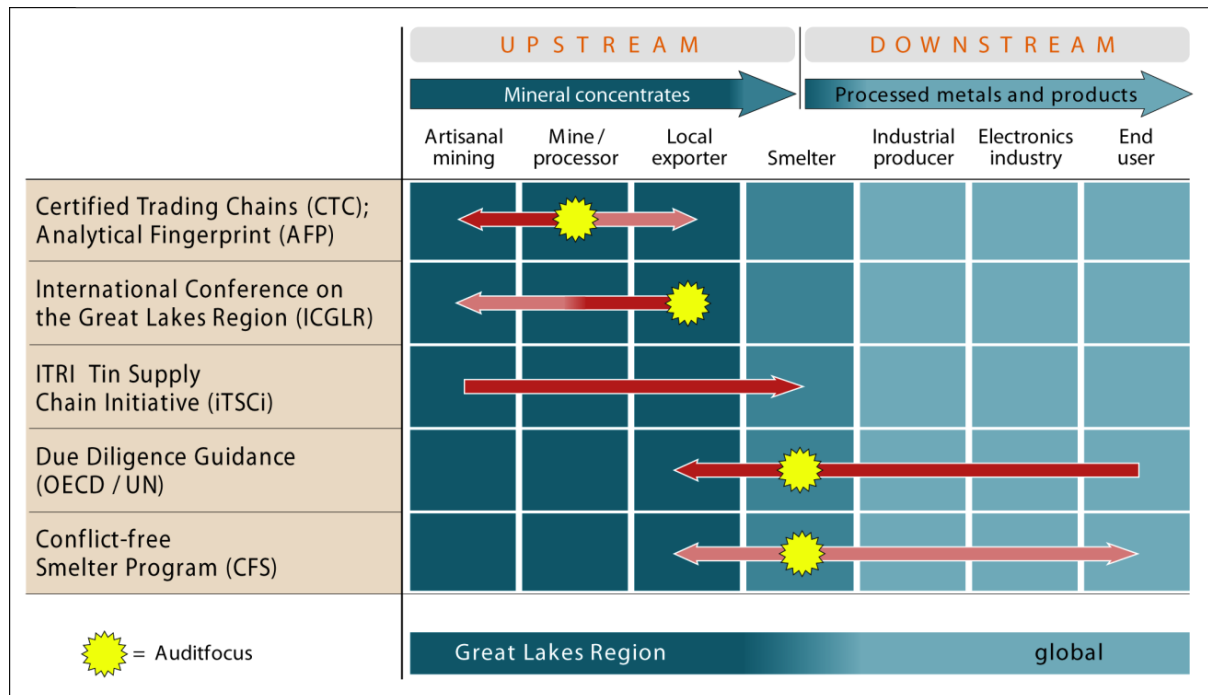 UPSTREAM
DOWNSTREAM
Mineral concentrates
Processed metals and products
Artisanal
mining
Mine/
processor
Local
exporter
Smelter
Industrial
producer
Electronics
industry
End
user
Certified Trading Chains (CTC);
Analytical Fingerprint (AFP)
International Conference on
the Great Lakes Region (ICGLR)
ITRI Tin Supply
Chain Initiative (iTSCi)
Due Diligence Guidance
(OECD / UN)
Conflict-free
Smelter Program (CFS)
= Auditfocus
Great Lakes Region
global